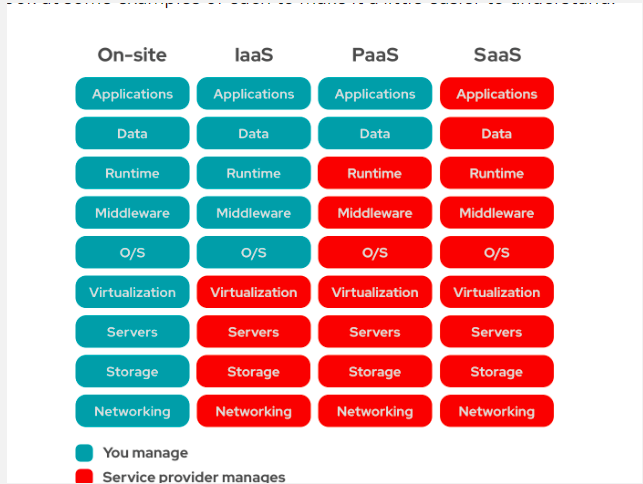 On-site IaaS PaaS SaaS
Applications Applications Applications Applications
Data Data Data Data
Runtime Runtime Runtime Runtime
Middleware Middleware Middleware Middleware
O/S O/S O/S O/S
Virtualization Virtualization Virtualization Virtualization
Servers Servers Servers Servers
Storage Storage Storage Storage
Networking Networking Networking Networking
You manage
Service provider manages